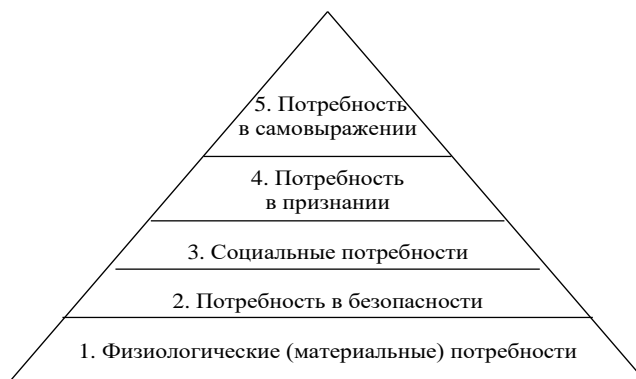 5. Потребность
в самовыражении
4. Потребность
в признании
3. Социальные потребности
2. Потребность в безопасности
1. Физиологические (материальные) потребности